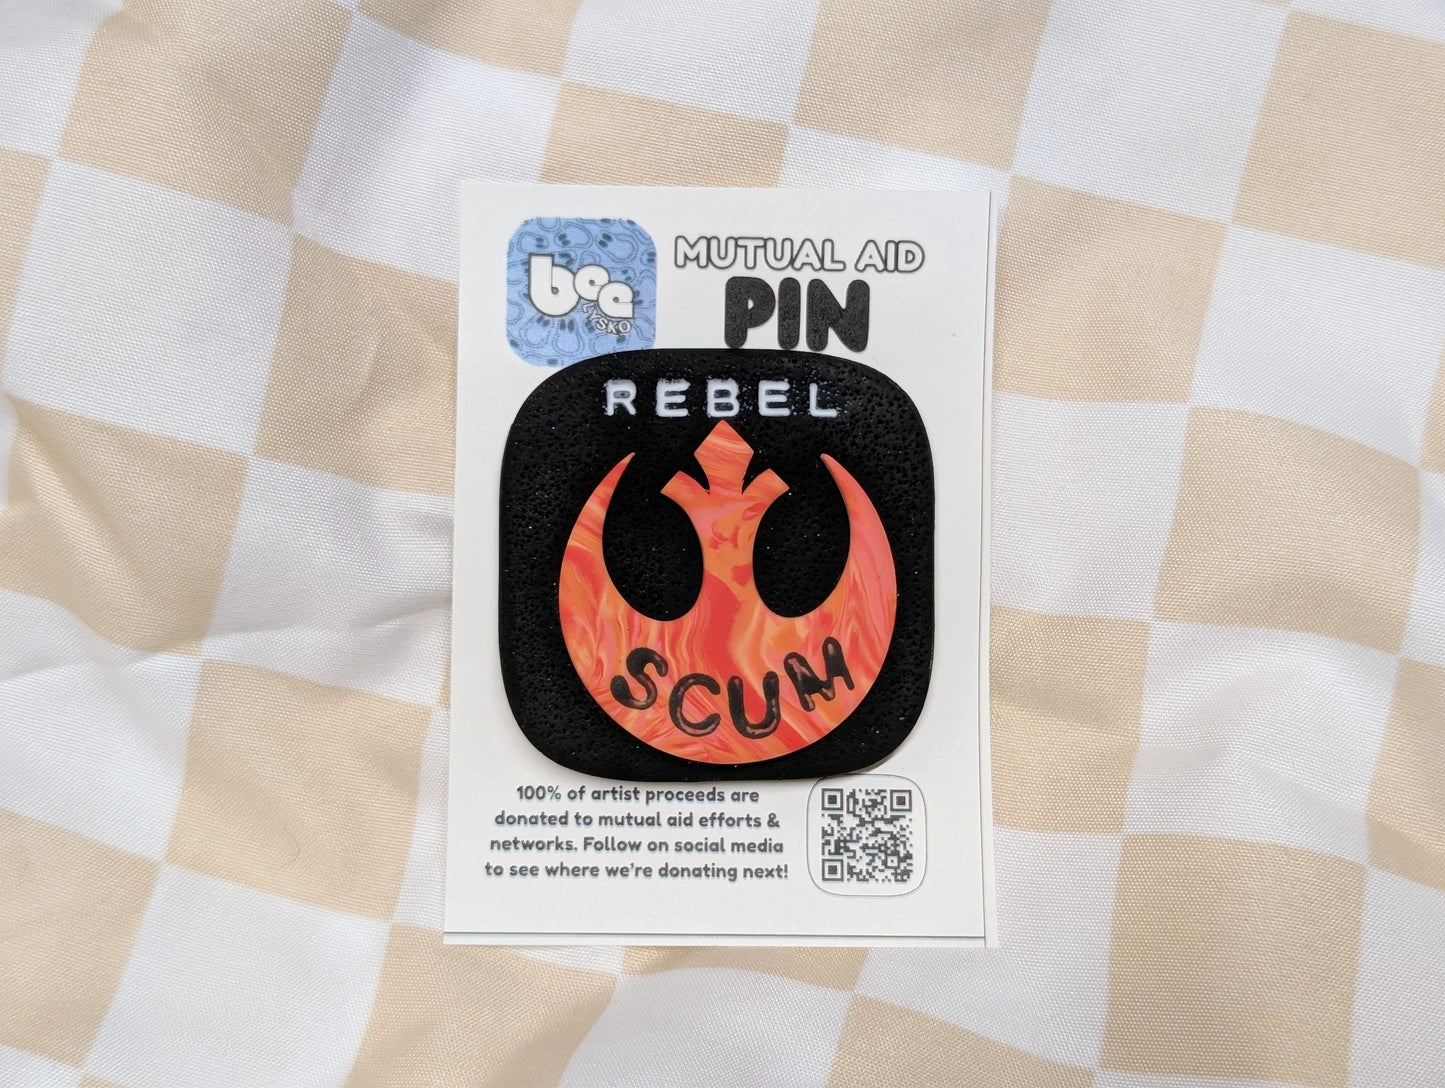 bee
LYSKO
MUTUAL AID
PIN
REBEL
SCUM
100% of artist proceeds are
donated to mutual aid efforts &
networks. Follow on social media
to see where we're donating next!